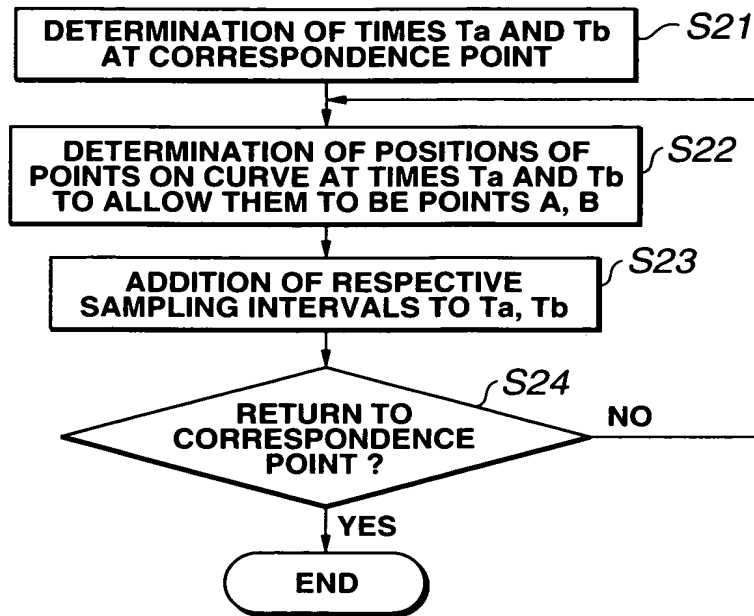 DETERMINATION OF TIMES Ta AND Tb
AT CORRESPONDENCE POINT
S21
DETERMINATION OF POSITIONS OF
POINTS ON CURVE AT TIMES Ta AND Tb
TO ALLOW THEM TO BE POINTS A, B
S22
ADDITION OF RESPECTIVE
SAMPLING INTERVALS TO Ta, Tb
S23
S24
RETURN TO
CORRESPONDENCE
POINT ?
NO
YES
END